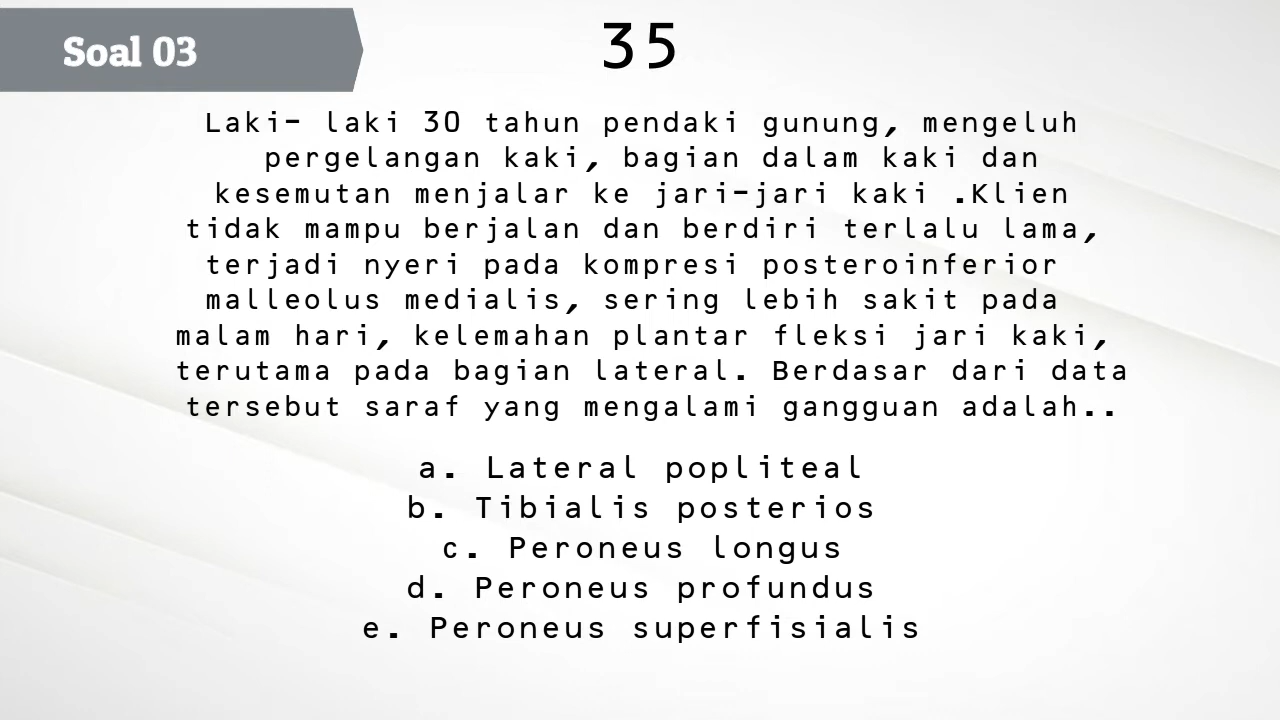 Soal 03
35
Laki- laki 30 tahun pendaki gunung, mengeluh
pergelangan kaki, bagian dalam kaki dan
kesemutan menjalar ke jari-jari kaki .Klien
tidak mampu berjalan dan berdiri terlalu lama,
terjadi nyeri pada kompresi posteroinferior
malleolus medialis, sering lebih sakit pada
malam hari, kelemahan plantar fleksi jari kaki,
terutama pada bagian lateral. Berdasar dari data
tersebut saraf yang mengalami gangguan adalah..
a. Lateral popliteal
b. Tibialis posterios
c. Peroneus longus
d. Peroneus profundus
e. Peroneus superfisialis